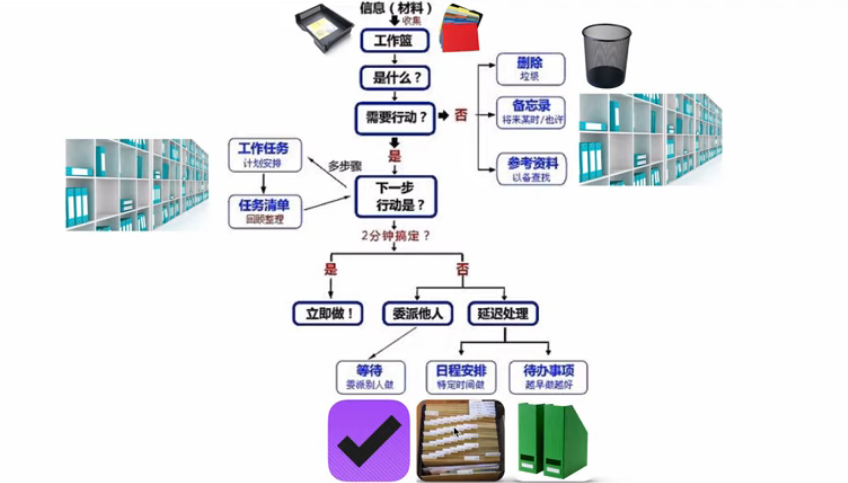 信息（材料）
收集
工作篮
是什么？
需要行动？
否
删除
垃圾
备忘录
将来某时/也许
参考资料
以备查找
是
工作任务
计划安排
多步骤
任务清单
回顾整理
下一步
行动是？
2分钟搞定？
是
否
立即做！
委派他人
延迟处理
等待
委派别人做
日程安排
特定时间做
待办事项
越早做越好